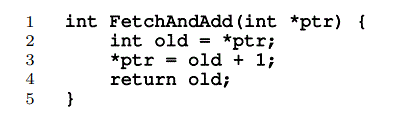 1 int FetchAndAdd(int *ptr) {
2 int old = *ptr;
3 *ptr = old + 1;
4 return old;
5 }